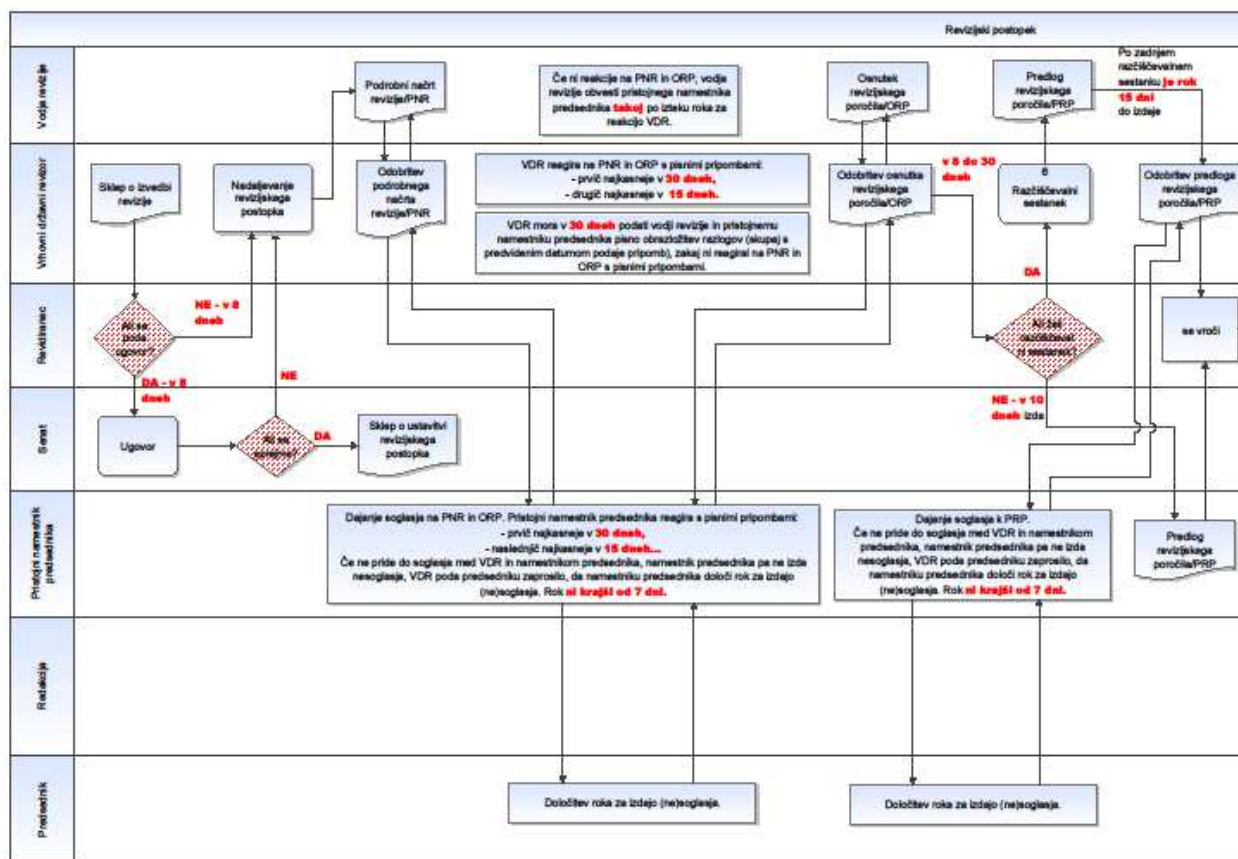 Revizijski postopek
Vodja revizije
Podrobni načrt
revizije/PNR
Če ni reakcije na PNR in ORP, vodja
revizije obvesti pristojnega namestnika
predsednika takoj po izteku roka za
reakcijo VDR.
Osnutek
revizijskega
poročila/ORP
Predlog
revizijskega
poročila/PRP
Po zadnjem
razčiščevalnem
sestanku je rok
15 dni
do izdaje
Vrhovni državni revizor
Sklep o izvedbi
revizije
Nadaljevanje
revizijskega
postopka
Odobritev
podrobnega
načrta
revizije/PNR
VDR reagira na PNR in ORP s pisnimi pripombami:
- prvič najkasneje v 30 dneh,
- drugič najkasneje v 15 dneh.
VDR mora v 30 dneh podati vodji revizije in pristojnemu
namestniku predsednika pisno obrazložitev razlogov (skupaj s
predvidenim datumom podaje pripomb), zakaj ni reagiral na PNR in
ORP s pisnimi pripombami.
Odobritev osnutka
revizijskega
poročila/ORP
v 8 do 30
dneh
6
Razčiščevalni
sestanek
Odobritev predloga
revizijskega
poročila/PRP
Revidiranec
Ali se
poda
ugovor?
NE - v 8
dneh
DA - v 8
dneh
NE
DA
Ali želi
razčiščeval
ni sestanek?
se vroči
NE - v 10
dneh izda
Senat
Ugovor
Ali se
sprejme?
DA
Sklep o ustavitvi
revizijskega
postopka
Pristojni namestnik
predsednika
Dajanje soglasja na PNR in ORP. Pristojni namestnik predsednika reagira s pisnimi pripombami:
- prvič najkasneje v 30 dneh,
- naslednjič najkasneje v 15 dneh...
Če ne pride do soglasja med VDR in namestnikom predsednika, namestnik predsednika pa ne izda
nesoglasja, VDR poda predsedniku zaprosilo, da namestniku predsednika določi rok za izdajo
(ne)soglasja. Rok ni krajši od 7 dni.
Dajanje soglasja k PRP.
Če ne pride do soglasja med VDR in namestnikom
predsednika, namestnik predsednika pa ne izda
nesoglasja, VDR poda predsedniku zaprosilo, da
namestniku predsednika določi rok za izdajo
(ne)soglasja. Rok ni krajši od 7 dni.
Predlog
revizijskega
poročila/PRP
Redakcija
Predsednik
Določitev roka za izdajo (ne)soglasja.
Določitev roka za izdajo (ne)soglasja.